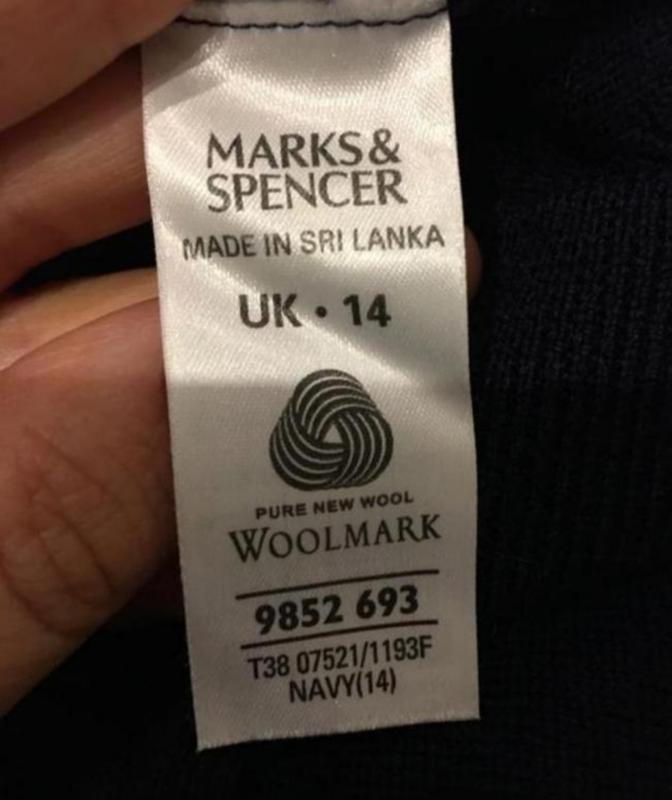 MARKS&
SPENCER
MADE IN SRI LANKA
UK • 14
PURE NEW WOOL
WOOLMARK
9852 693
T38 07521/1193F
NAVY(14)